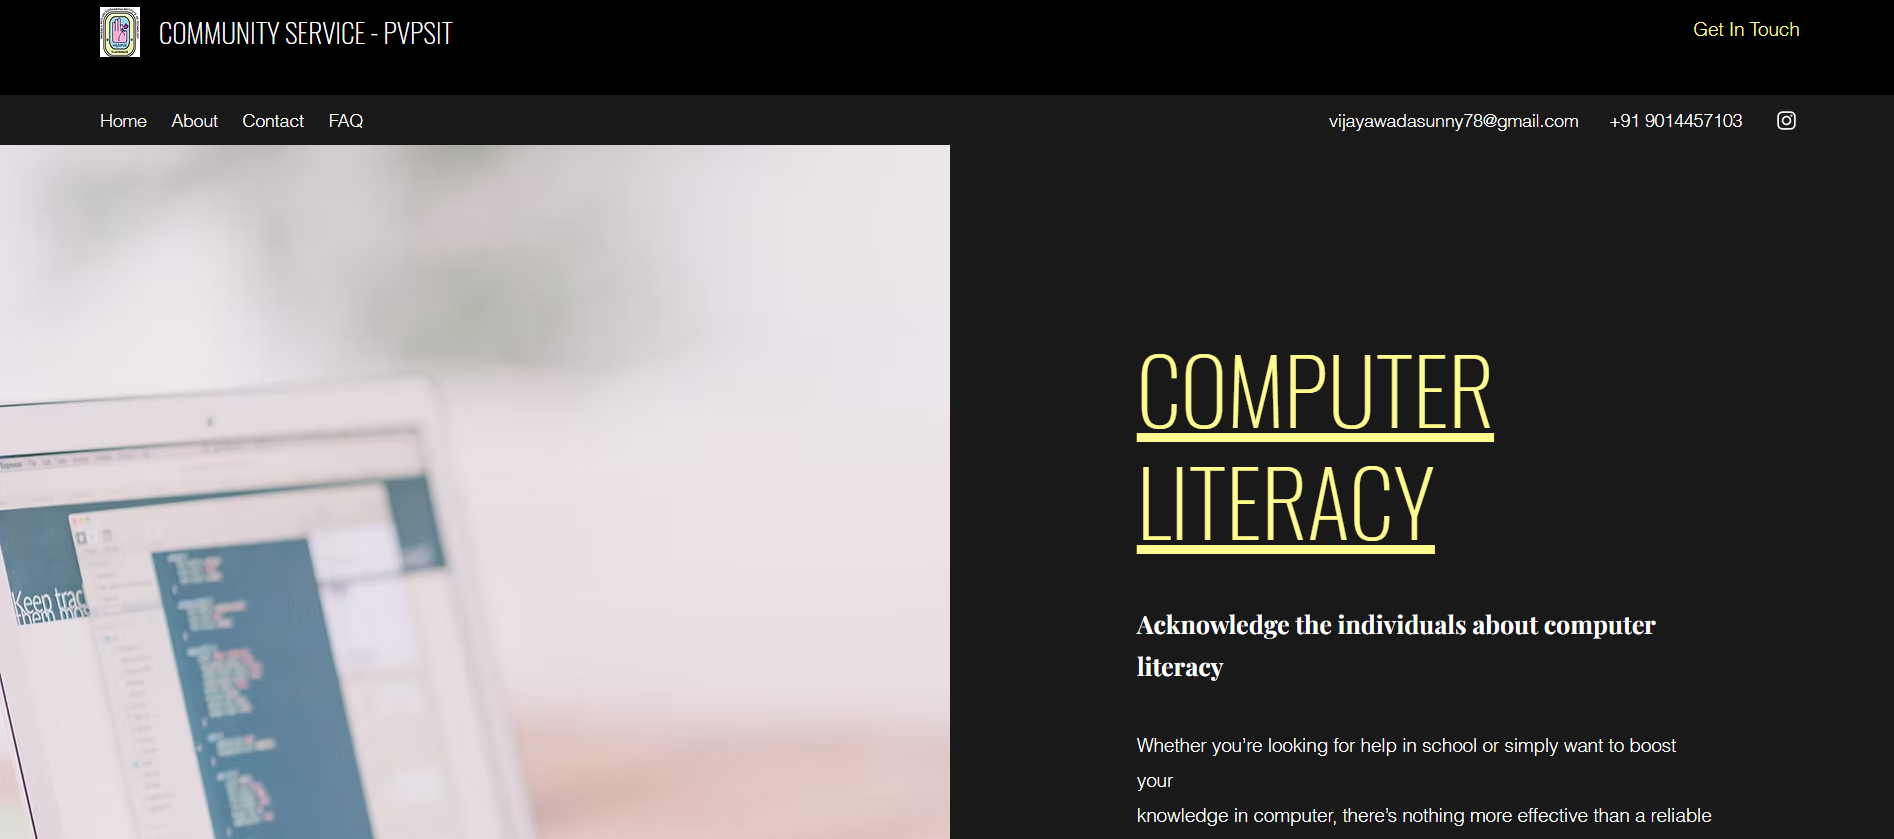 COMMUNITY SERVICE - PVPSIT
Get In Touch
Home About Contact FAQ
vijayawadasunny78@gmail.com +91 9014457103
COMPUTER
LITERACY
Keep trac
them mo
Acknowledge the individuals about computer
literacy
Whether you’re looking for help in school or simply want to boost
your
knowledge in computer, there’s nothing more effective than a reliable